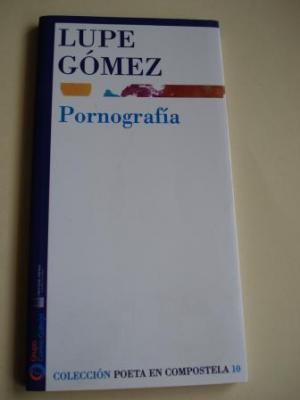 LUPE
GÓMEZ
Pornografía
COLECCIÓN POETA EN COMPOSTELA 10